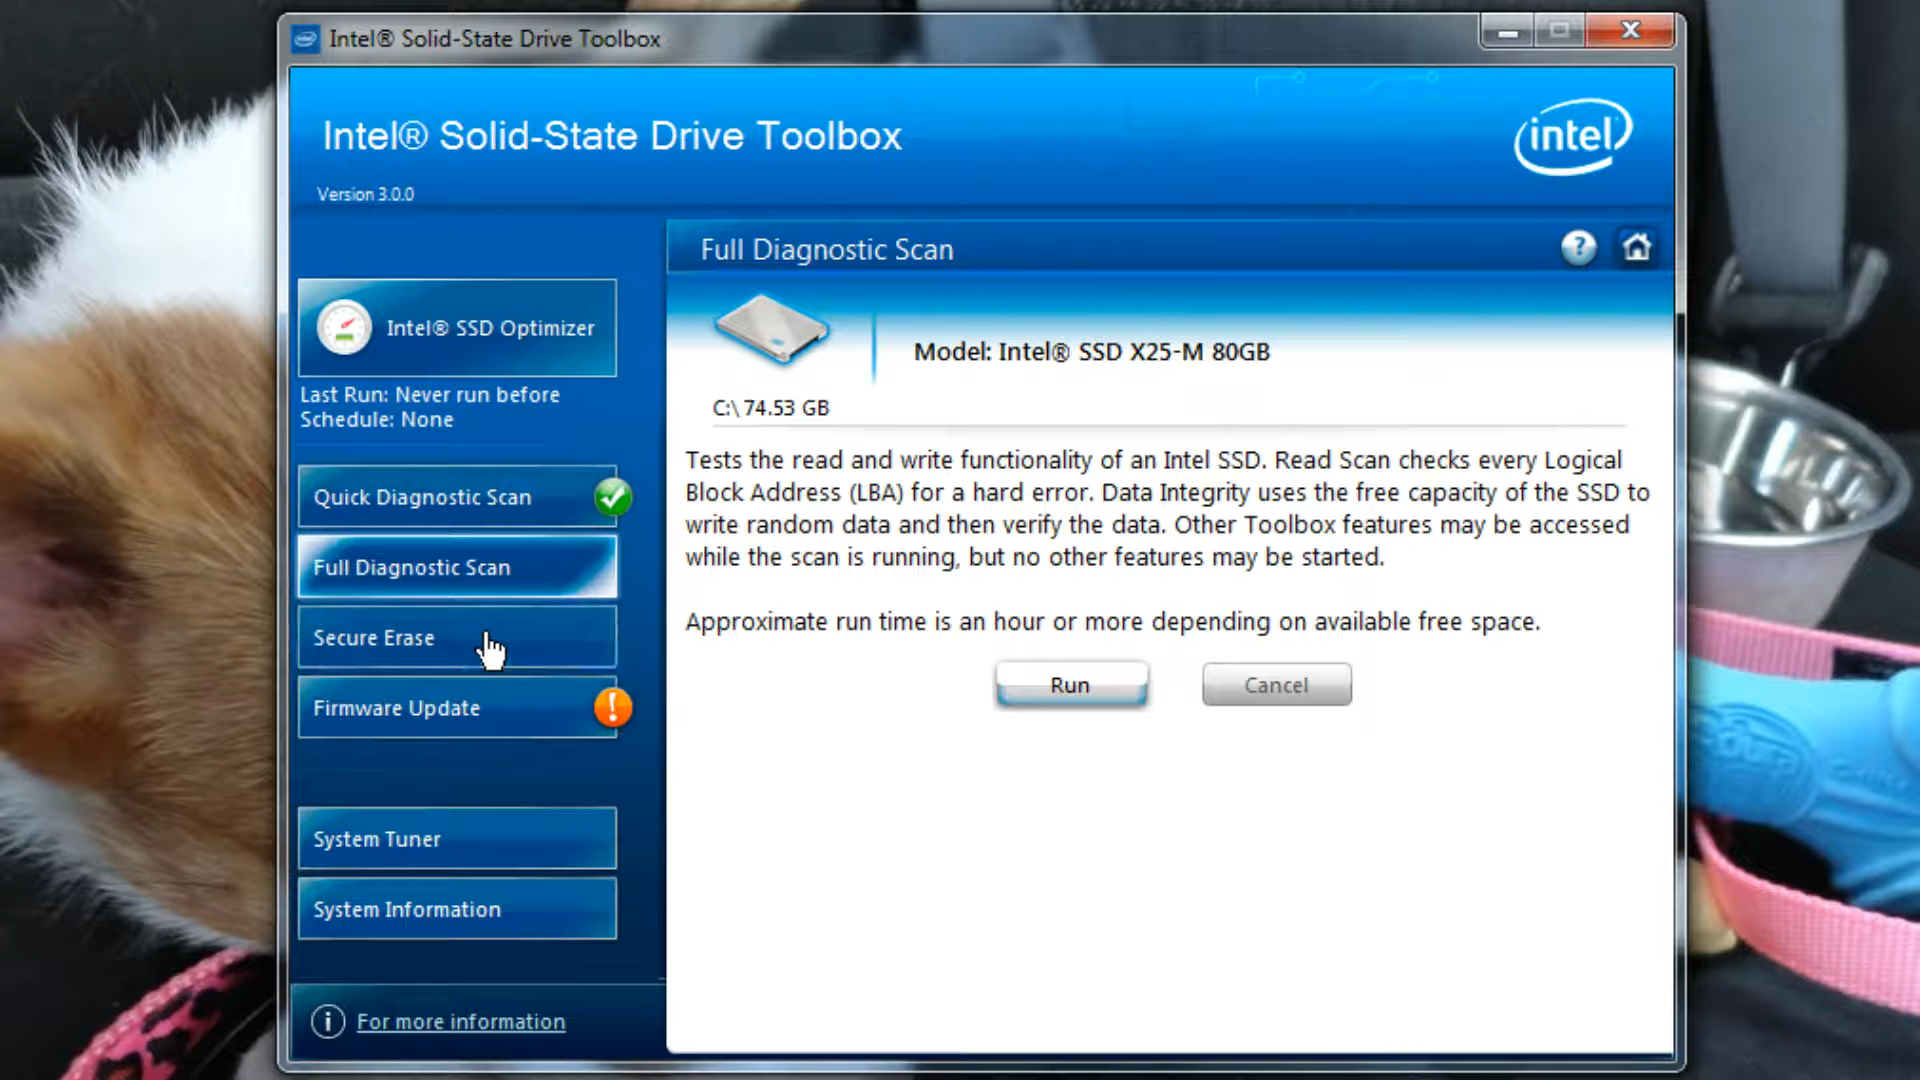 Intel® Solid-State Drive Toolbox
X
Intel® Solid-State Drive Toolbox
intel
Version 3.0.0
Full Diagnostic Scan
?
Intel® SSD Optimizer
Last Run: Never run before
Schedule: None
Quick Diagnostic Scan
Full Diagnostic Scan
Secure Erase
Firmware Update
!
System Tuner
System Information
i For more information
Model: Intel® SSD X25-M 80GB
C:\ 74.53 GB
Tests the read and write functionality of an Intel SSD. Read Scan checks every Logical
Block Address (LBA) for a hard error. Data Integrity uses the free capacity of the SSD to
write random data and then verify the data. Other Toolbox features may be accessed
while the scan is running, but no other features may be started.
Approximate run time is an hour or more depending on available free space.
Run
Cancel